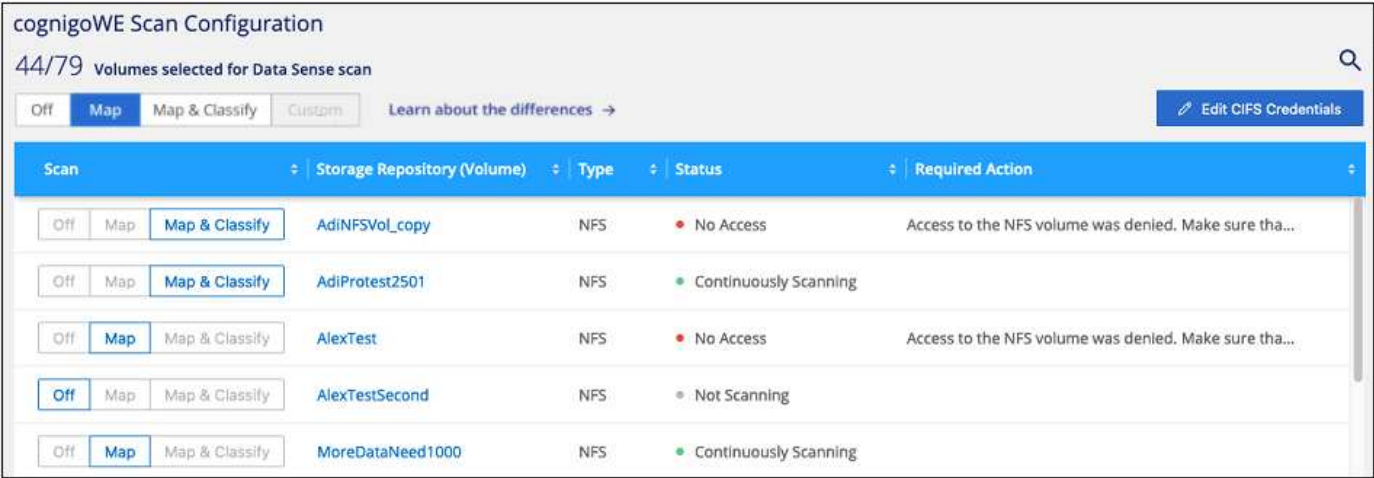 cognigoWE Scan Configuration
44/79 Volumes selected for Data Sense scan
Off Map Map & Classify Custom Learn about the differences → Edit CIFS Credentials
Scan Storage Repository (Volume) Type Status Required Action
Off Map Map & Classify AdiNFSVol_copy NFS No Access Access to the NFS volume was denied. Make sure tha...
Off Map Map & Classify AdiProtest2501 NFS Continuously Scanning
Off Map Map & Classify AlexTest NFS No Access Access to the NFS volume was denied. Make sure tha...
Off Map Map & Classify AlexTestSecond NFS Not Scanning
Off Map Map & Classify MoreDataNeed1000 NFS Continuously Scanning